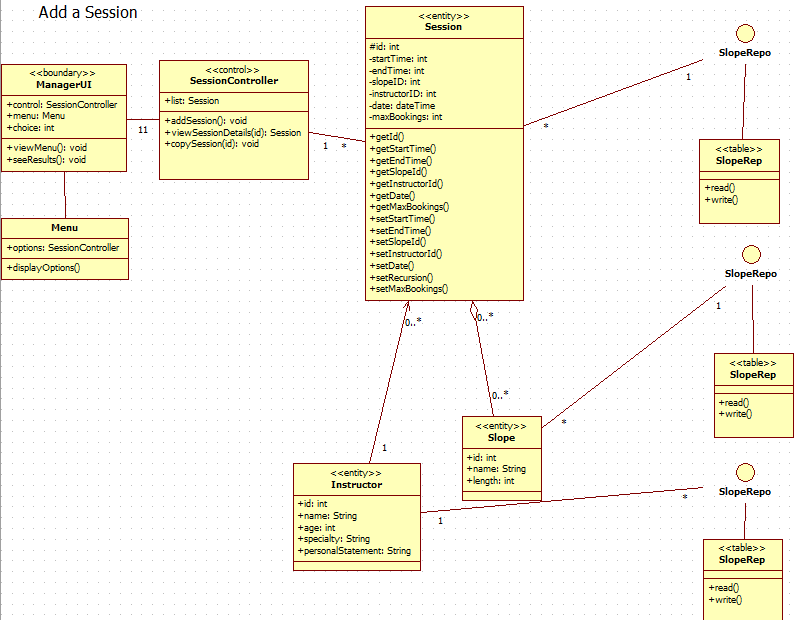 Add a Session
<<boundary>>
ManagerUI
+control: SessionController
+menu: Menu
+choice: int
+viewMenu(): void
+seeResults(): void
11
<<control>>
SessionController
+list: Session
+addSession(): void
+viewSessionDetails(id): Session
+copySession(id): void
1 *
<<entity>>
Session
#id: int
-startTime: int
-endTime: int
-slopeID: int
-instructorID: int
-date: dateTime
-maxBookings: int
+getId()
+getStartTime()
+getEndTime()
+getSlopeId()
+getInstructorId()
+getDate()
+getMaxBookings()
+setStartTime()
+setEndTime()
+setSlopeId()
+setInstructorId()
+setDate()
+setRecursion()
+setMaxBookings()
*
1
SlopeRepo
<<table>>
SlopeRep
+read()
+write()
Menu
+options: SessionController
+displayOptions()
0..*
0..*
0..*
1
<<entity>>
Slope
+id: int
+name: String
+length: int
*
1
SlopeRepo
<<table>>
SlopeRep
+read()
+write()
<<entity>>
Instructor
+id: int
+name: String
+age: int
+specialty: String
+personalStatement: String
1
*
SlopeRepo
<<table>>
SlopeRep
+read()
+write()